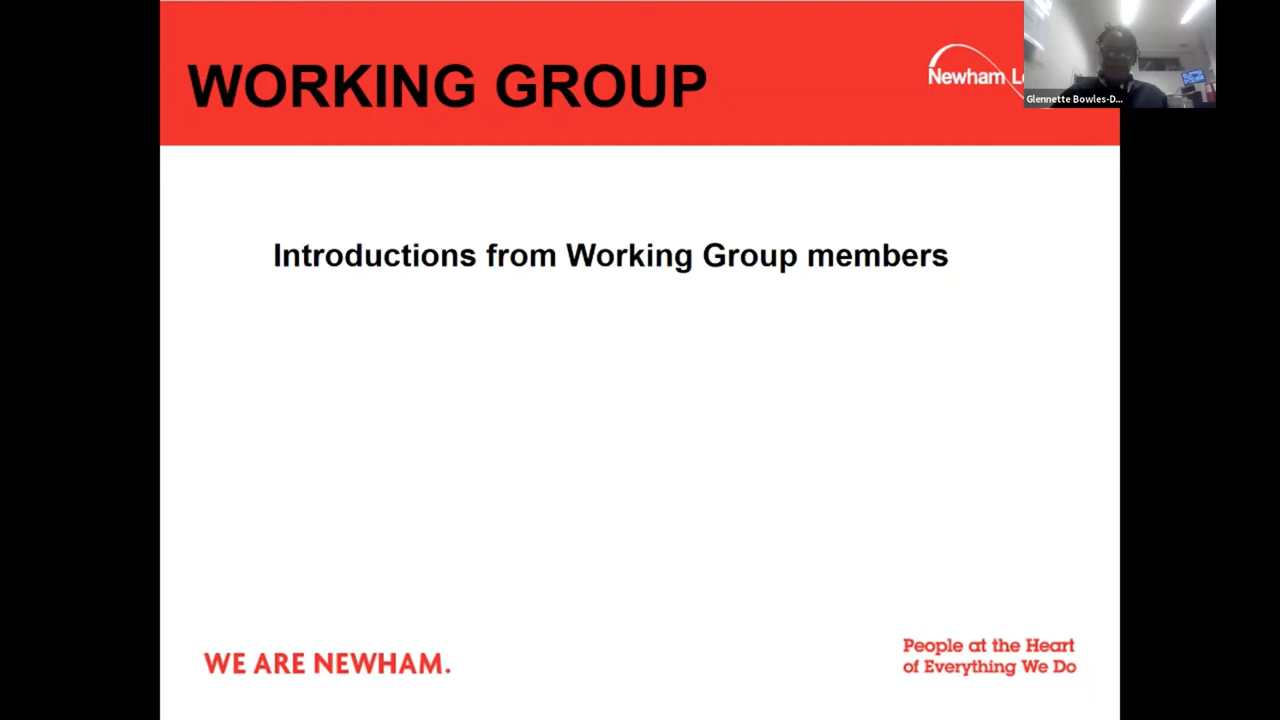 WORKING GROUP
Newham L
Glennette Bowles-D...
Introductions from Working Group members
WE ARE NEWHAM.
People at the Heart
of Everything We Do